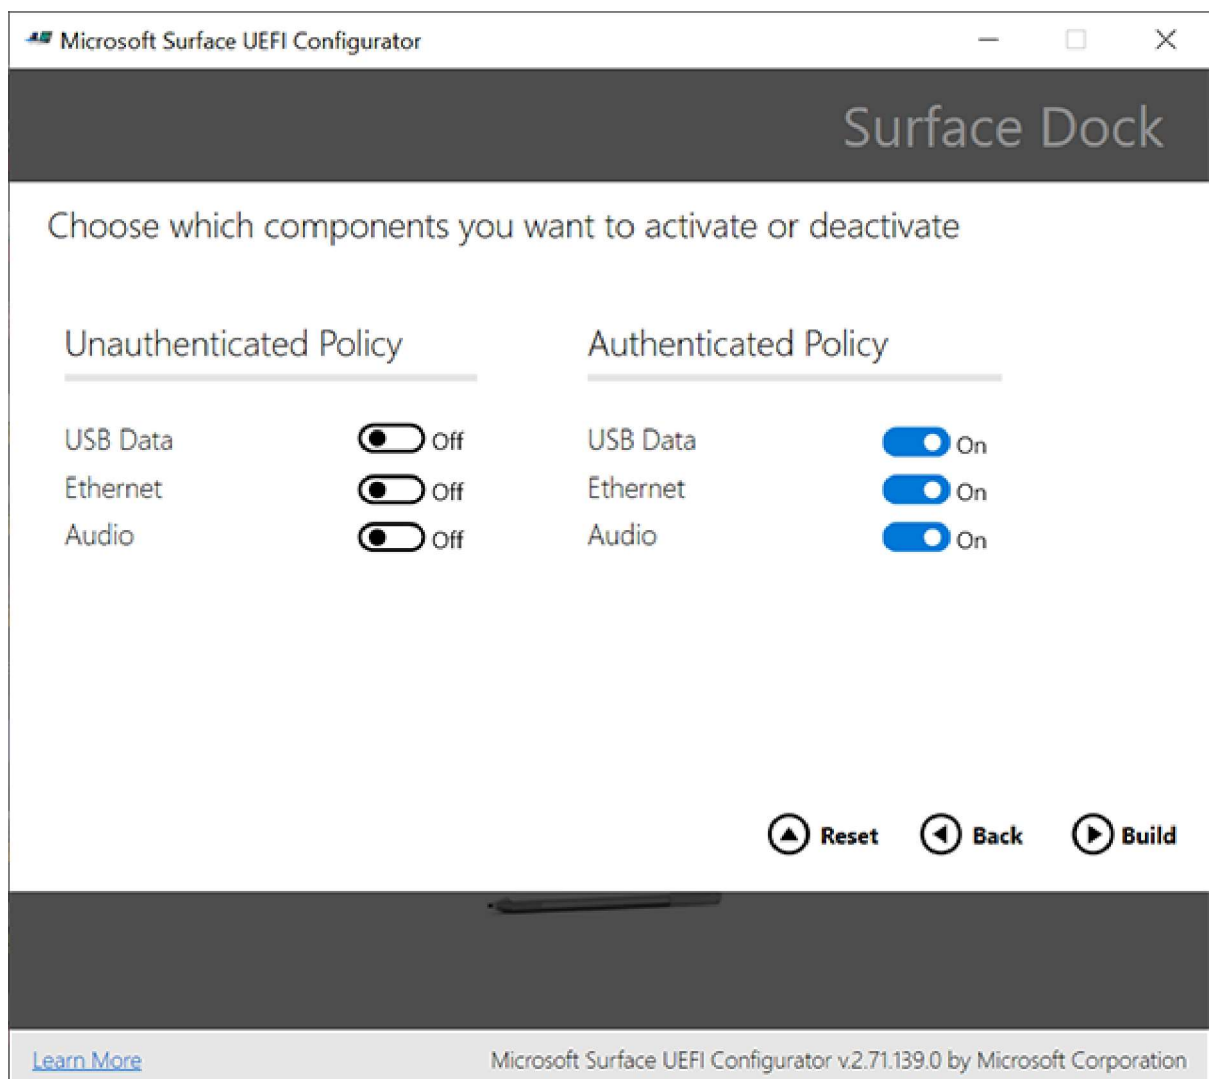 Microsoft Surface UEFI Configurator
Surface Dock
Choose which components you want to activate or deactivate
Unauthenticated Policy
USB Data Off
Ethernet Off
Audio Off
Authenticated Policy
USB Data On
Ethernet On
Audio On
Reset Back Build
Learn More
Microsoft Surface UEFI Configurator v.2.71.139.0 by Microsoft Corporation